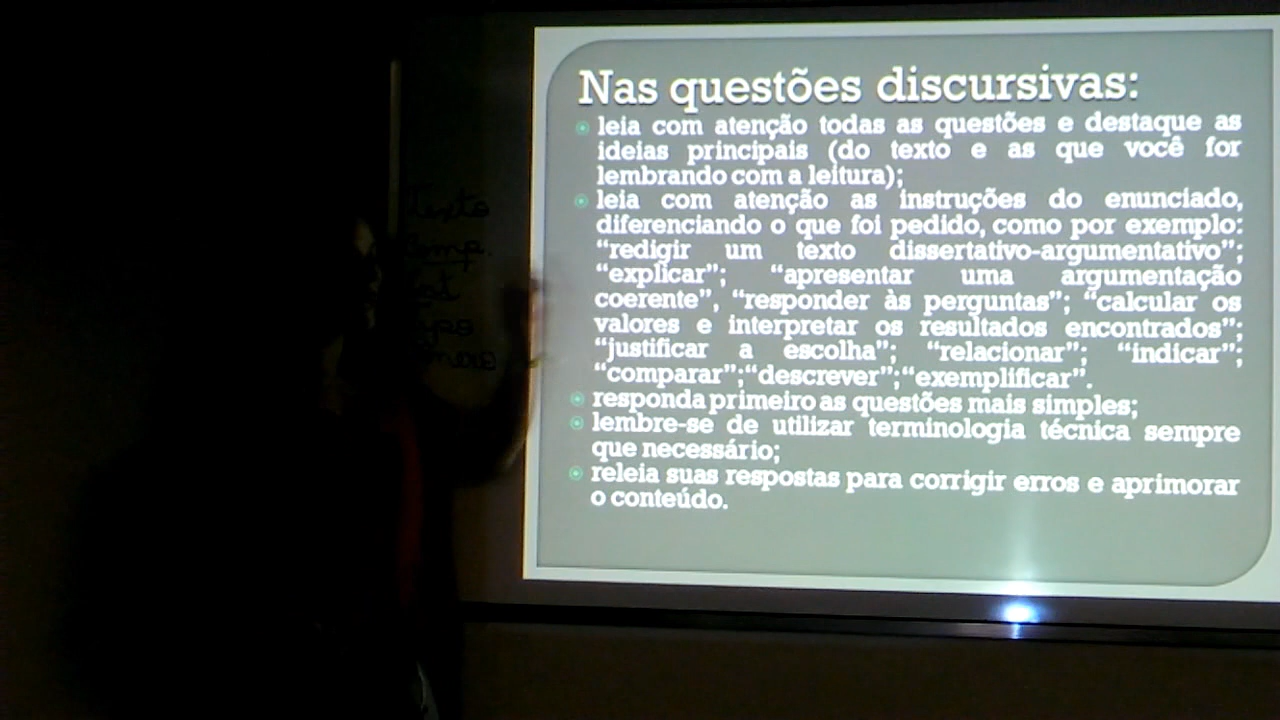 Nas questões discursivas:
leia com atenção todas as questões e destaque as
ideias principais (do texto e as que você for
lembrando com a leitura);
leia com atenção as instruções do enunciado,
diferenciando o que foi pedido, como por exemplo:
“redigir um texto dissertativo-argumentativo”;
“explicar”; “apresentar uma argumentação
coerente”, “responder às perguntas”; “calcular os
valores e interpretar os resultados encontrados”;
“justificar a escolha”; “relacionar”; “indicar”;
“comparar”;“descrever”;“exemplificar”.
responda primeiro as questões mais simples;
lembre-se de utilizar terminologia técnica sempre
que necessário;
releia suas respostas para corrigir erros e aprimorar
o conteúdo.
Texto